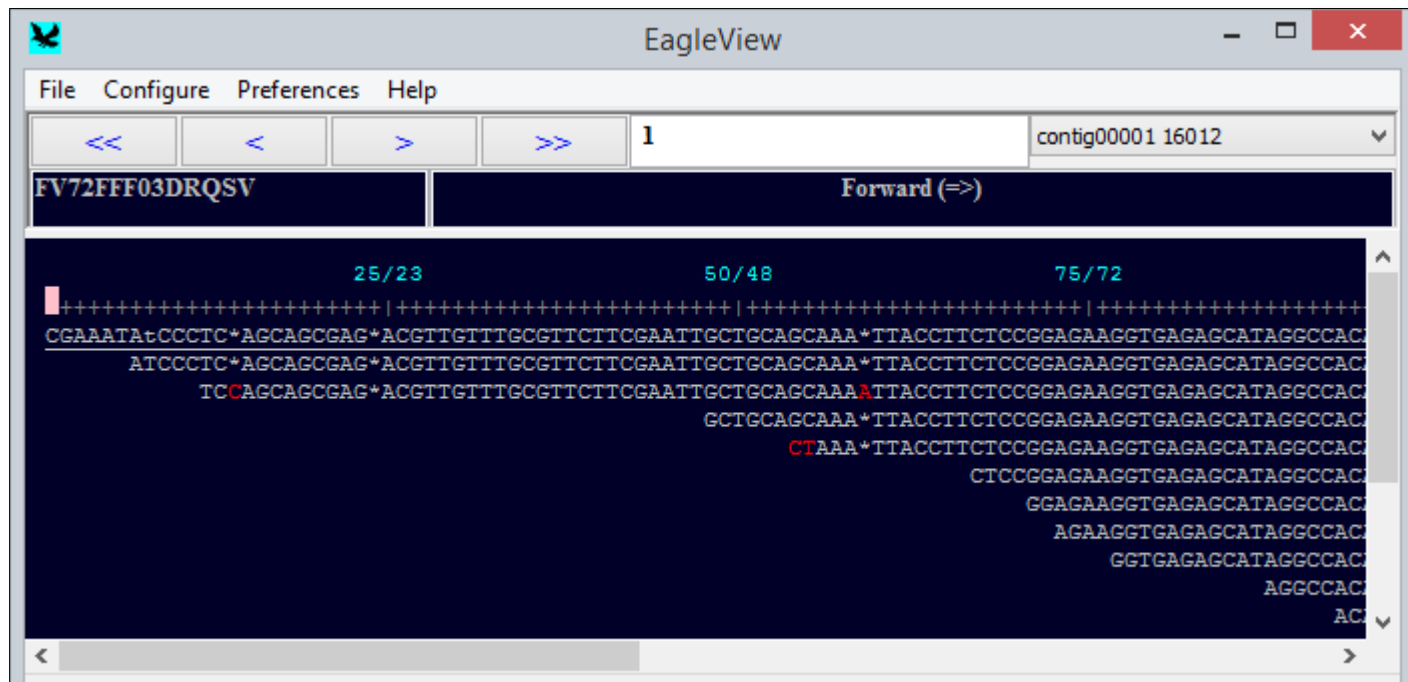 EagleView
File Configure Preferences Help
<< < > >> 1 contig00001 16012
FV72FFF03DRQSV Forward (=>)
25/23 50/48 75/72
++++++++++++++++++++++++|++++++++++++++++++++++++|++++++++++++++++++++++++|+++++++++++++++++++
CGAAATAtCCCTC*AGCAGCGAG*ACGTTGTTTGCGTTCTTCGAATTGCTGCAGCAAA*TTACCTTCTCCGGAGAAGGTGAGAGCATAGGCCAC
ATCCCTC*AGCAGCGAG*ACGTTGTTTGCGTTCTTCGAATTGCTGCAGCAAA*TTACCTTCTCCGGAGAAGGTGAGAGCATAGGCCAC
TCCAGCAGCGAG*ACGTTGTTTGCGTTCTTCGAATTGCTGCAGCAAAATTACCTTCTCCGGAGAAGGTGAGAGCATAGGCCAC
GCTGCAGCAAA*TTACCTTCTCCGGAGAAGGTGAGAGCATAGGCCAC
CTAAA*TTACCTTCTCCGGAGAAGGTGAGAGCATAGGCCAC
CTCCGGAGAAGGTGAGAGCATAGGCCAC
GGAGAAGGTGAGAGCATAGGCCAC
AGAAGGTGAGAGCATAGGCCAC
GGTGAGAGCATAGGCCAC
AGGCCAC
AC